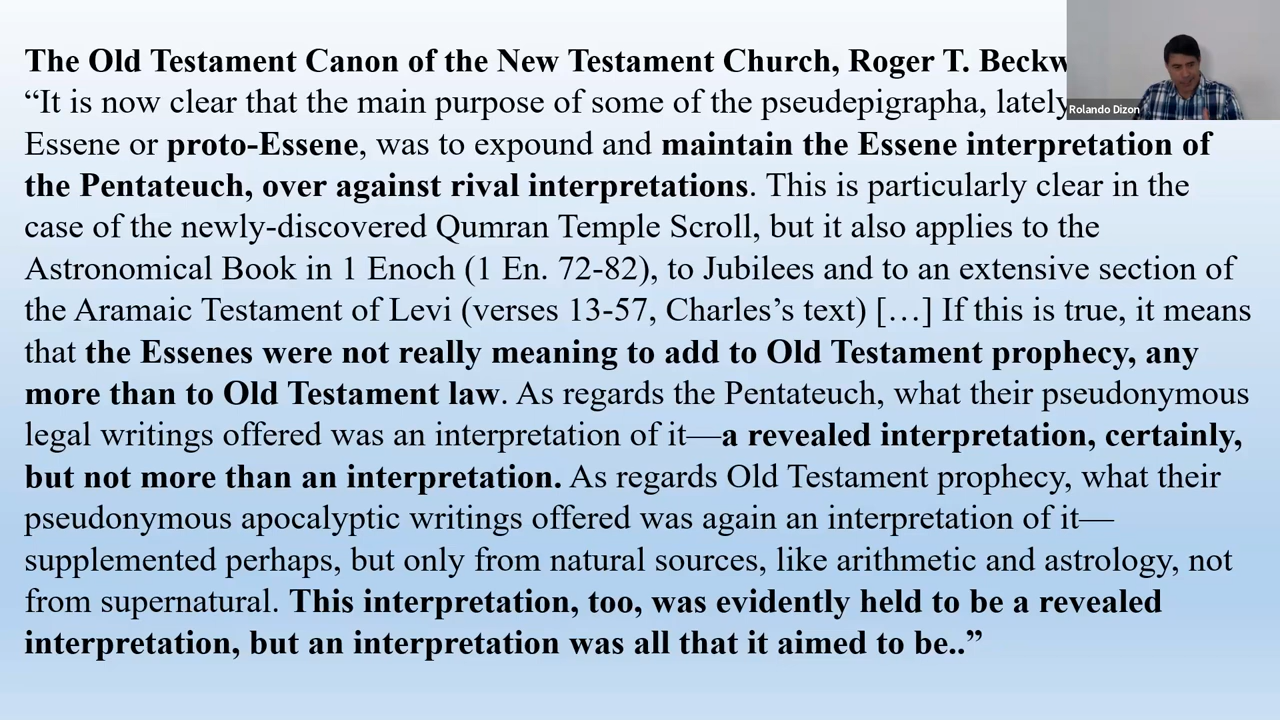 The Old Testament Canon of the New Testament Church, Roger T.
“It is now clear that the main purpose of some of the pseudepigrapha, lately
Rolando Dizon
Essene or proto-Essene, was to expound and maintain the Essene interpretation of
the Pentateuch, over against rival interpretations. This is particularly clear in the
case of the newly-discovered Qumran Temple Scroll, but it also applies to the
Astronomical Book in 1 Enoch (1 En. 72-82), to Jubilees and to an extensive section of
the Aramaic Testament of Levi (verses 13-57, Charles’s text) […] If this is true, it means
that the Essenes were not really meaning to add to Old Testament prophecy, any
more than to Old Testament law. As regards the Pentateuch, what their pseudonymous
legal writings offered was an interpretation of it—a revealed interpretation, certainly,
but not more than an interpretation. As regards Old Testament prophecy, what their
pseudonymous apocalyptic writings offered was again an interpretation of it—
supplemented perhaps, but only from natural sources, like arithmetic and astrology, not
from supernatural. This interpretation, too, was evidently held to be a revealed
interpretation, but an interpretation was all that it aimed to be..”